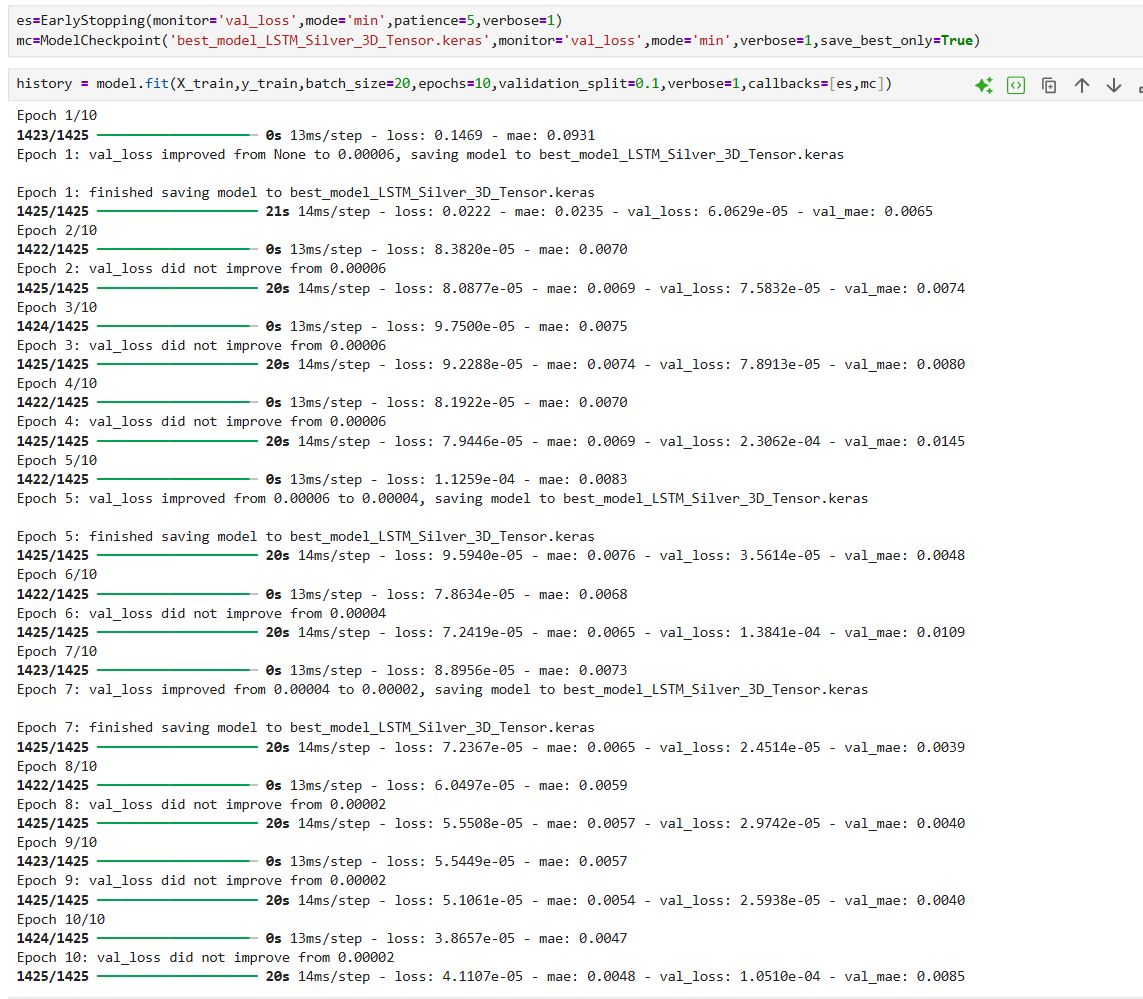 es=EarlyStopping(monitor='val_loss',mode='min',patience=5,verbose=1)
mc=ModelCheckpoint('best_model_LSTM_Silver_3D_Tensor.keras',monitor='val_loss',mode='min',verbose=1,save_best_only=True)
history = model.fit(X_train,y_train,batch_size=20,epochs=10,validation_split=0.1,verbose=1,callbacks=[es,mc])
Epoch 1/10
1423/1425 0s 13ms/step - loss: 0.1469 - mae: 0.0931
Epoch 1: val_loss improved from None to 0.00006, saving model to best_model_LSTM_Silver_3D_Tensor.keras
Epoch 1: finished saving model to best_model_LSTM_Silver_3D_Tensor.keras
1425/1425 21s 14ms/step - loss: 0.0222 - mae: 0.0235 - val_loss: 6.0629e-05 - val_mae: 0.0065
Epoch 2/10
1422/1425 0s 13ms/step - loss: 8.3820e-05 - mae: 0.0070
Epoch 2: val_loss did not improve from 0.00006
1425/1425 20s 14ms/step - loss: 8.0877e-05 - mae: 0.0069 - val_loss: 7.5832e-05 - val_mae: 0.0074
Epoch 3/10
1424/1425 0s 13ms/step - loss: 9.7500e-05 - mae: 0.0075
Epoch 3: val_loss did not improve from 0.00006
1425/1425 20s 14ms/step - loss: 9.2288e-05 - mae: 0.0074 - val_loss: 7.8913e-05 - val_mae: 0.0080
Epoch 4/10
1422/1425 0s 13ms/step - loss: 8.1922e-05 - mae: 0.0070
Epoch 4: val_loss did not improve from 0.00006
1425/1425 20s 14ms/step - loss: 7.9446e-05 - mae: 0.0069 - val_loss: 2.3062e-04 - val_mae: 0.0145
Epoch 5/10
1422/1425 0s 13ms/step - loss: 1.1259e-04 - mae: 0.0083
Epoch 5: val_loss improved from 0.00006 to 0.00004, saving model to best_model_LSTM_Silver_3D_Tensor.keras
Epoch 5: finished saving model to best_model_LSTM_Silver_3D_Tensor.keras
1425/1425 20s 14ms/step - loss: 9.5940e-05 - mae: 0.0076 - val_loss: 3.5614e-05 - val_mae: 0.0048
Epoch 6/10
1422/1425 0s 13ms/step - loss: 7.8634e-05 - mae: 0.0068
Epoch 6: val_loss did not improve from 0.00004
1425/1425 20s 14ms/step - loss: 7.2419e-05 - mae: 0.0065 - val_loss: 1.3841e-04 - val_mae: 0.0109
Epoch 7/10
1423/1425 0s 13ms/step - loss: 8.8956e-05 - mae: 0.0073
Epoch 7: val_loss improved from 0.00004 to 0.00002, saving model to best_model_LSTM_Silver_3D_Tensor.keras
Epoch 7: finished saving model to best_model_LSTM_Silver_3D_Tensor.keras
1425/1425 20s 14ms/step - loss: 7.2367e-05 - mae: 0.0065 - val_loss: 2.4514e-05 - val_mae: 0.0039
Epoch 8/10
1422/1425 0s 13ms/step - loss: 6.0497e-05 - mae: 0.0059
Epoch 8: val_loss did not improve from 0.00002
1425/1425 20s 14ms/step - loss: 5.5508e-05 - mae: 0.0057 - val_loss: 2.9742e-05 - val_mae: 0.0040
Epoch 9/10
1423/1425 0s 13ms/step - loss: 5.5449e-05 - mae: 0.0057
Epoch 9: val_loss did not improve from 0.00002
1425/1425 20s 14ms/step - loss: 5.1061e-05 - mae: 0.0054 - val_loss: 2.5938e-05 - val_mae: 0.0040
Epoch 10/10
1424/1425 0s 13ms/step - loss: 3.8657e-05 - mae: 0.0047
Epoch 10: val_loss did not improve from 0.00002
1425/1425 20s 14ms/step - loss: 4.1107e-05 - mae: 0.0048 - val_loss: 1.0510e-04 - val_mae: 0.0085